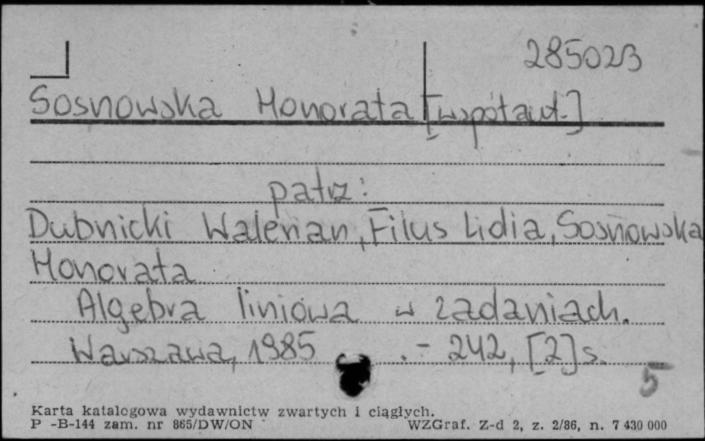 285023
Sosnowska Honorata [współaut.]
patrz:
Dubnicki Walerian, Filus Lidia, Sosnowska
Honorata
Algebra liniowa w zadaniach.
Warszawa, 1985 .- 242, [2]s.
5
Karta katalogowa wydawnictw zwartych i ciągłych.
P -B-144 zam. nr 865/DW/ON WZGraf. Z-d 2, z. 2/86, n. 7 430 000